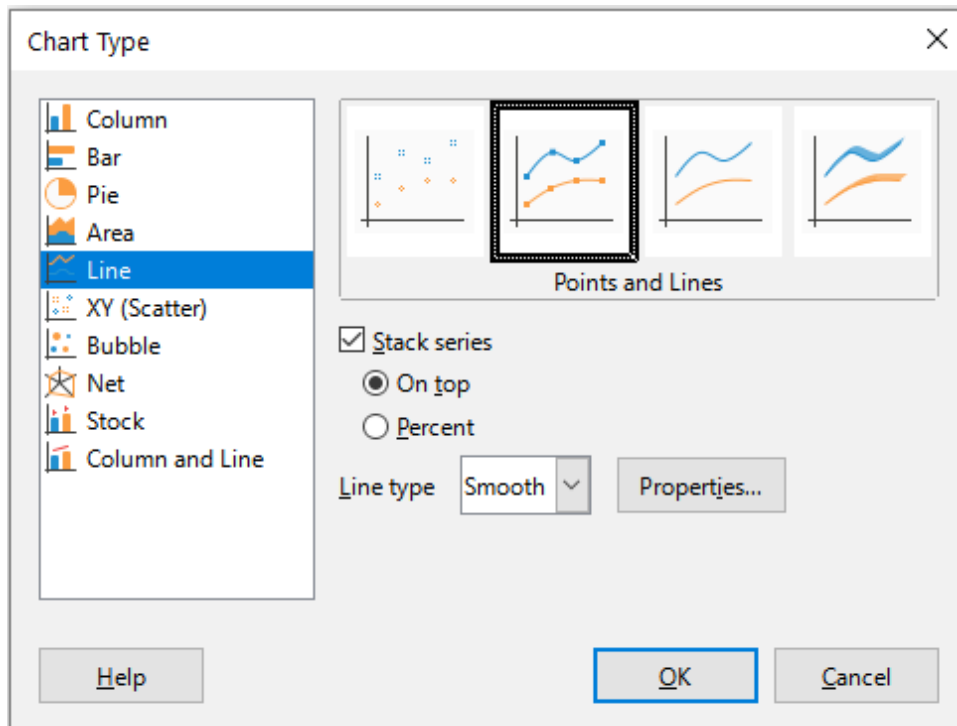 Chart Type
Column
Bar
Pie
Area
Line
XY (Scatter)
Bubble
Net
Stock
Column and Line
Points and Lines
Stack series
On top
Percent
Line type Smooth Properties...
Help OK Cancel